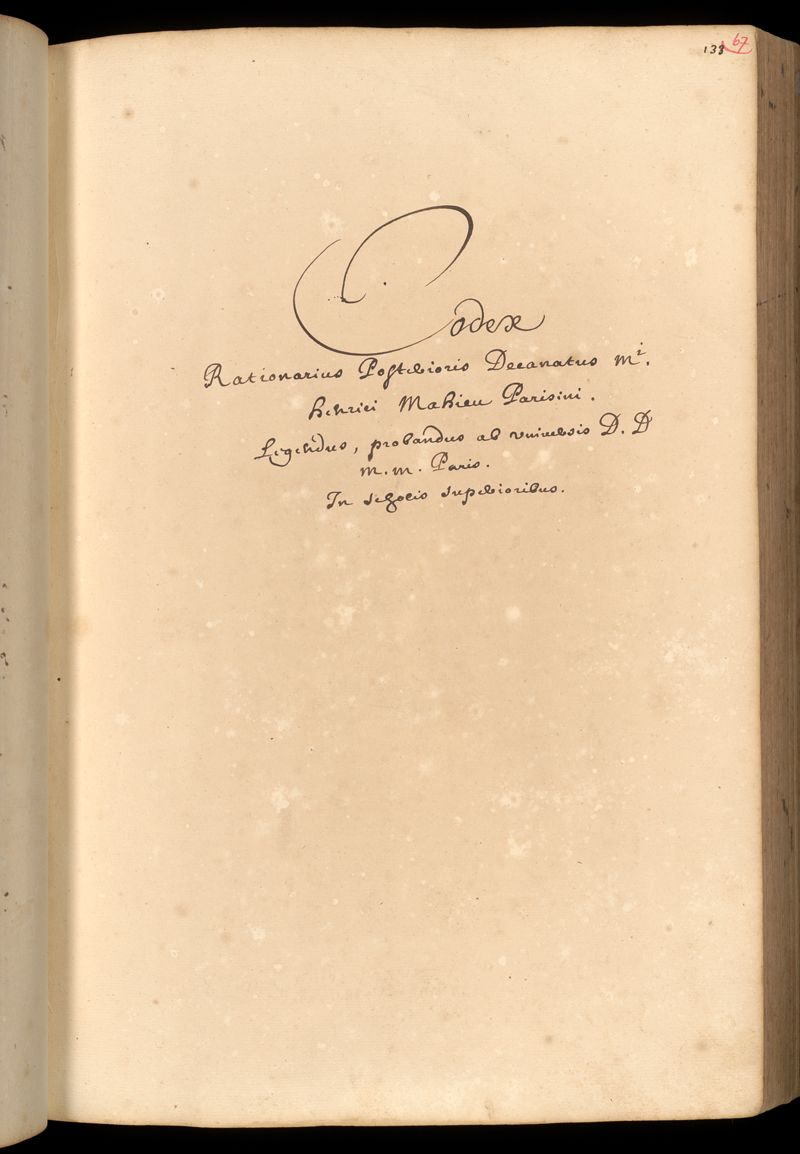 133 67
Codex
Rationarius Posterioris Decanatus Mi.
henrici Mahieu Parisini.
Legendus, probandus ab universis D. D
m. m. Paris.
In scholis superioribus.